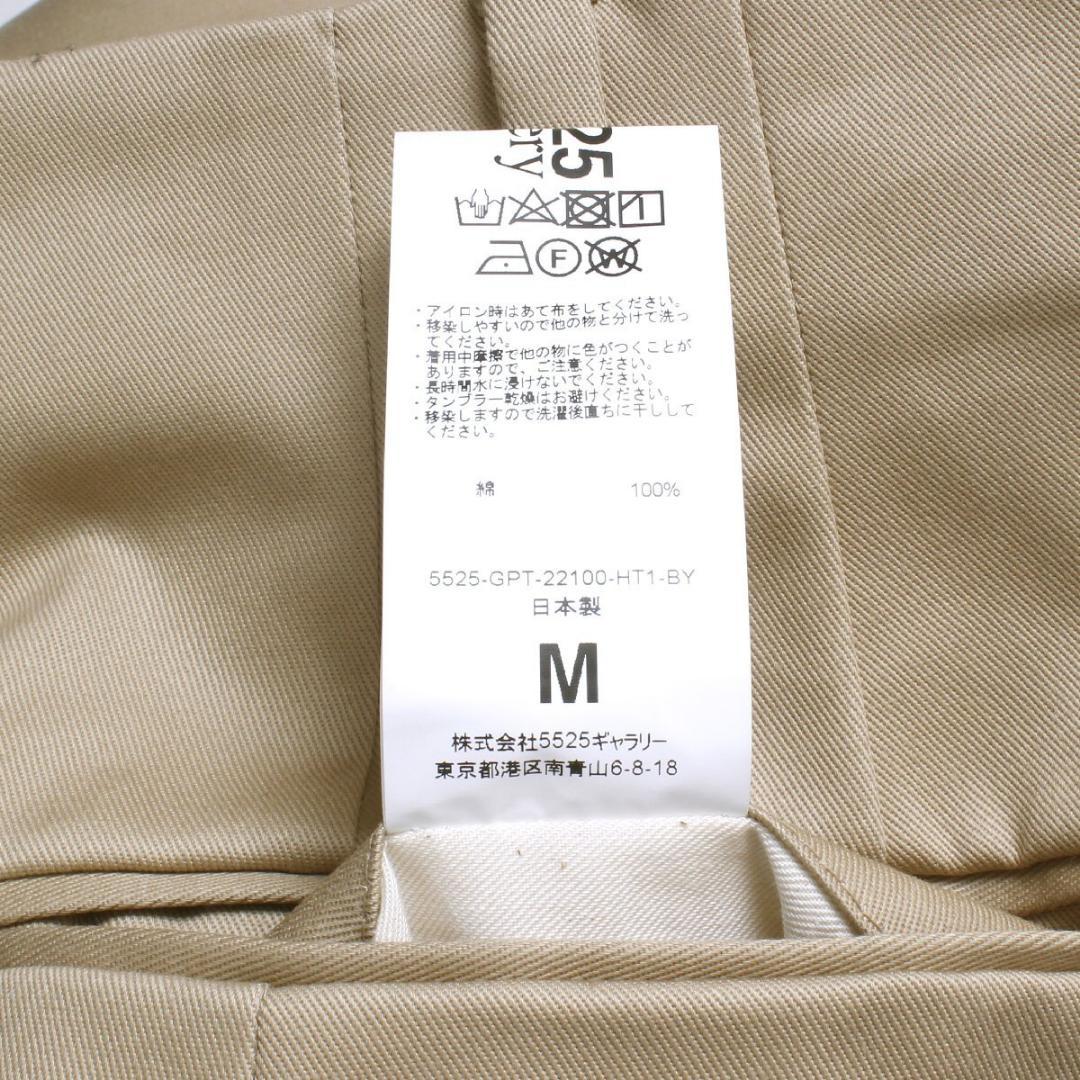 25
ery
F
W
・アイロン時はあて布をしてください。
・移染しやすいので他の物と分けて洗っ
てください。
・着用中摩擦で他の物に色がつくことが
ありますので、ご注意ください。
・長時間水に浸けないでください。
・タンブラー乾燥はお避けください。
・移染しますので洗濯後直ちに干しして
ください。
綿 100%
5525-GPT-22100-HT1-BY
日本製
M
株式会社5525ギャラリー
東京都港区南青山6-8-18